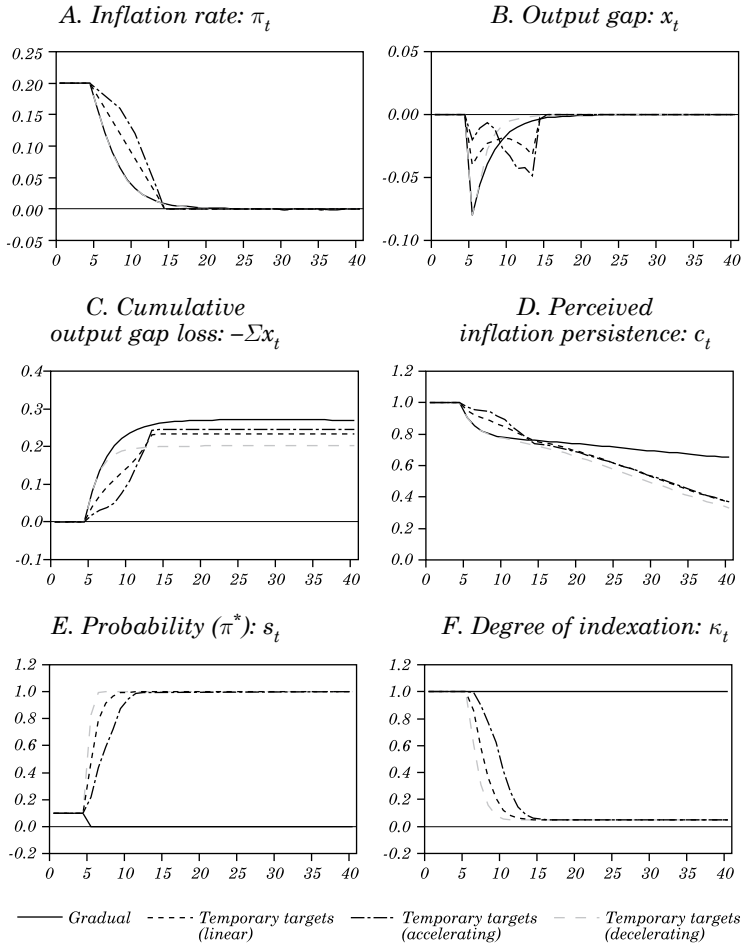 A. Inflation rate: πt
B. Output gap: xt
0.25
0.20
0.15
0.10
0.05
0.00
-0.05
0 5 10 15 20 25 30 35 40
0.05
0.00
-0.05
-0.10
0 5 10 15 20 25 30 35 40
C. Cumulative
output gap loss: –Σxt
D. Perceived
inflation persistence: ct
0.4
0.3
0.2
0.1
0.0
-0.1
0 5 10 15 20 25 30 35 40
1.2
1.0
0.8
0.6
0.4
0.2
0.0
0 5 10 15 20 25 30 35 40
E. Probability (π*): st
F. Degree of indexation: κt
1.2
1.0
0.8
0.6
0.4
0.2
0.0
-0.2
0 5 10 15 20 25 30 35 40
1.2
1.0
0.8
0.6
0.4
0.2
0.0
-0.2
0 5 10 15 20 25 30 35 40
Gradual
Temporary targets
(linear)
Temporary targets
(accelerating)
Temporary targets
(decelerating)